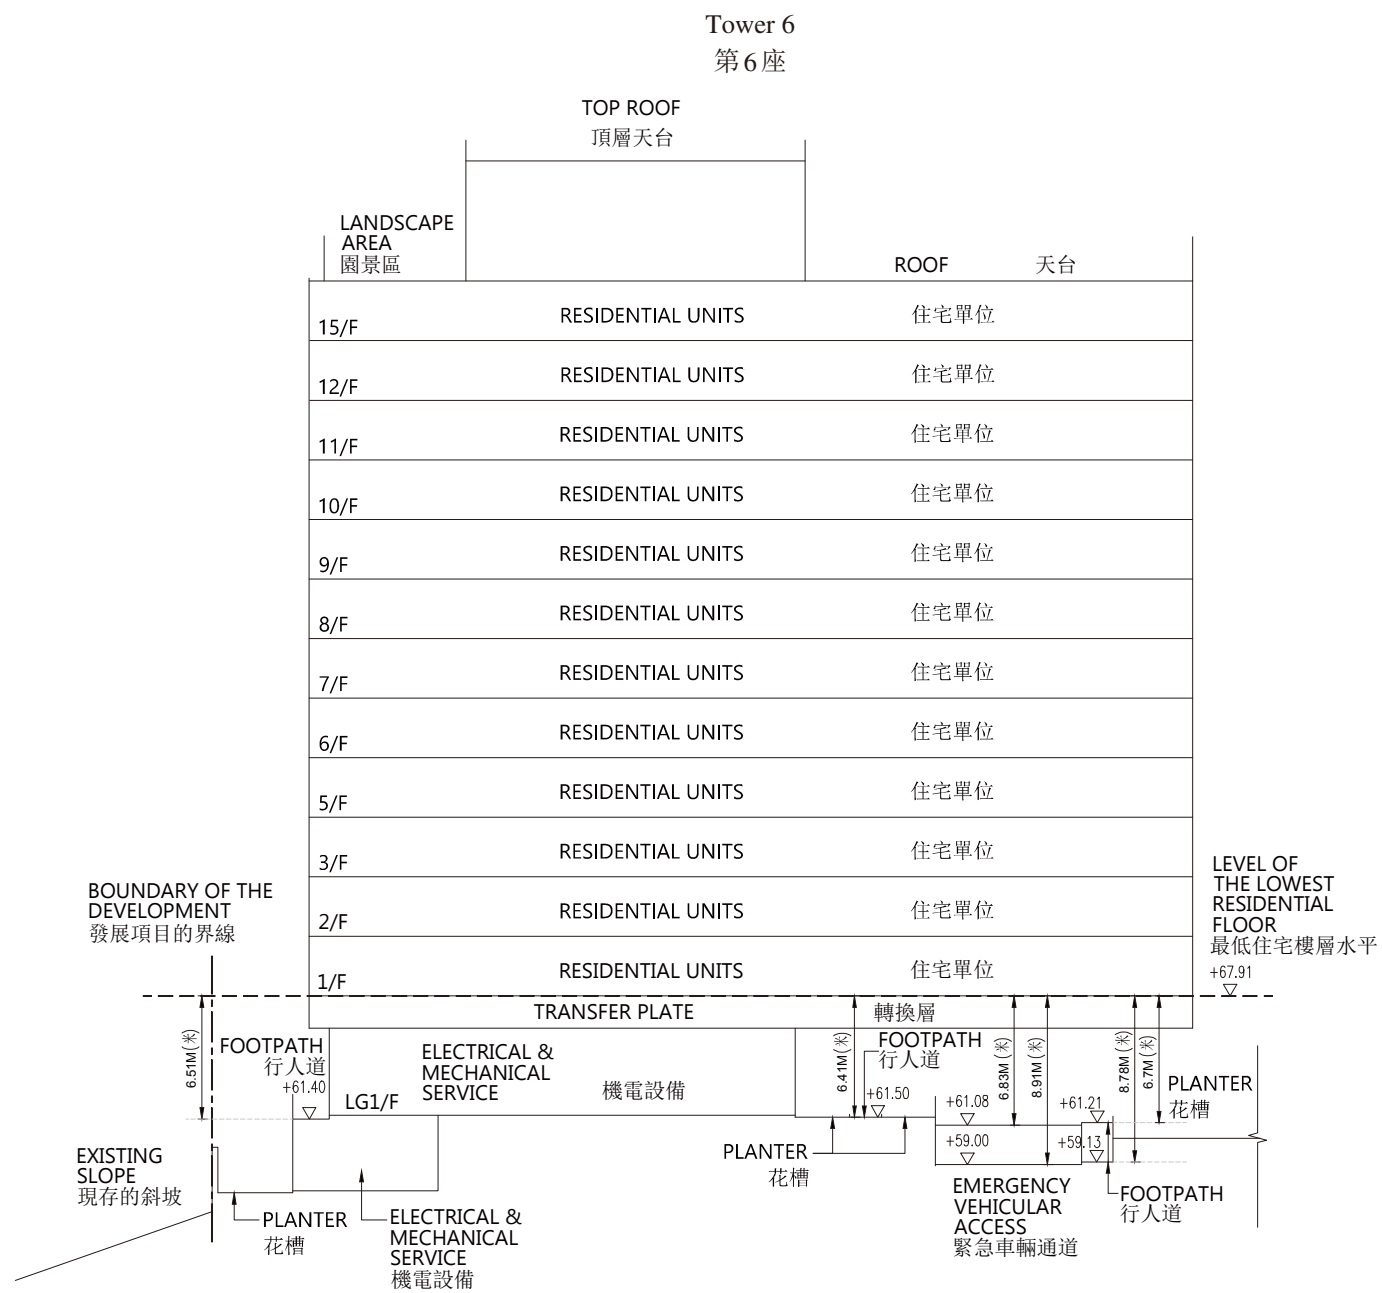 Tower 6
第6座
TOP ROOF
頂層天台
LANDSCAPE
AREA
園景區
ROOF 天台
15/F RESIDENTIAL UNITS 住宅單位
12/F RESIDENTIAL UNITS 住宅單位
11/F RESIDENTIAL UNITS 住宅單位
10/F RESIDENTIAL UNITS 住宅單位
9/F RESIDENTIAL UNITS 住宅單位
8/F RESIDENTIAL UNITS 住宅單位
7/F RESIDENTIAL UNITS 住宅單位
6/F RESIDENTIAL UNITS 住宅單位
5/F RESIDENTIAL UNITS 住宅單位
3/F RESIDENTIAL UNITS 住宅單位
2/F RESIDENTIAL UNITS 住宅單位
1/F RESIDENTIAL UNITS 住宅單位
BOUNDARY OF THE
DEVELOPMENT
發展項目的界線
LEVEL OF
THE LOWEST
RESIDENTIAL
FLOOR
最低住宅樓層水平
+67.91
TRANSFER PLATE 轉換層
6.51M(米)
FOOTPATH
行人道
+61.40
ELECTRICAL &
MECHANICAL
SERVICE
機電設備
LG1/F
6.41M(米)
FOOTPATH
行人道
+61.50
6.83M(米)
8.91M(米)
8.78M(米)
6.7M(米)
+61.08
+59.00
+61.21
+59.13
PLANTER
花槽
PLANTER
花槽
EXISTING
SLOPE
現存的斜坡
PLANTER
花槽
ELECTRICAL &
MECHANICAL
SERVICE
機電設備
EMERGENCY
VEHICULAR
ACCESS
緊急車輛通道
FOOTPATH
行人道